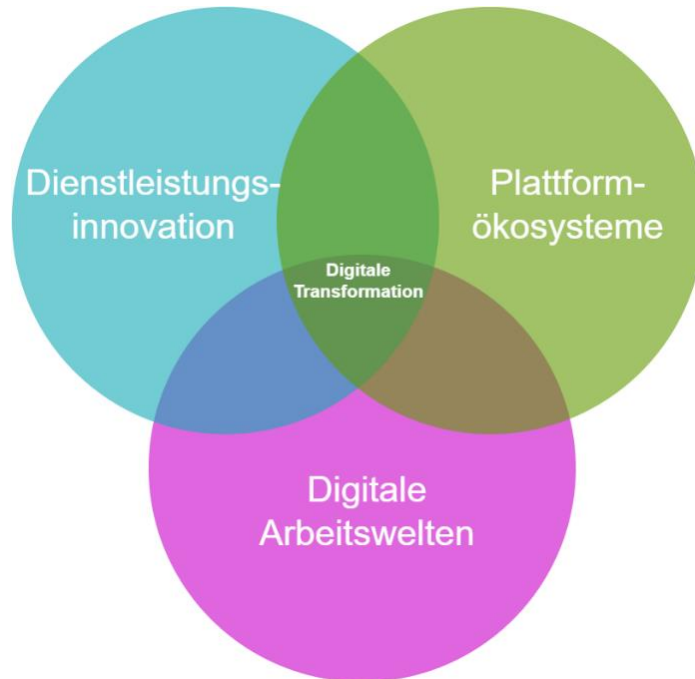 Dienstleistungs-
innovation
Plattform-
ökosysteme
Digitale
Transformation
Digitale
Arbeitswelten